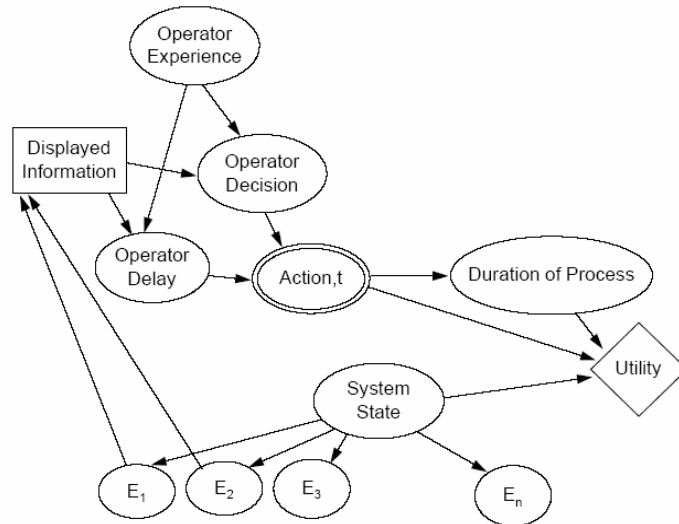 Operator
Experience
Displayed
Information
Operator
Decision
Operator
Delay
Action,t
Duration of Process
Utility
System
State
E₁
E₂
E₃
Eₙ